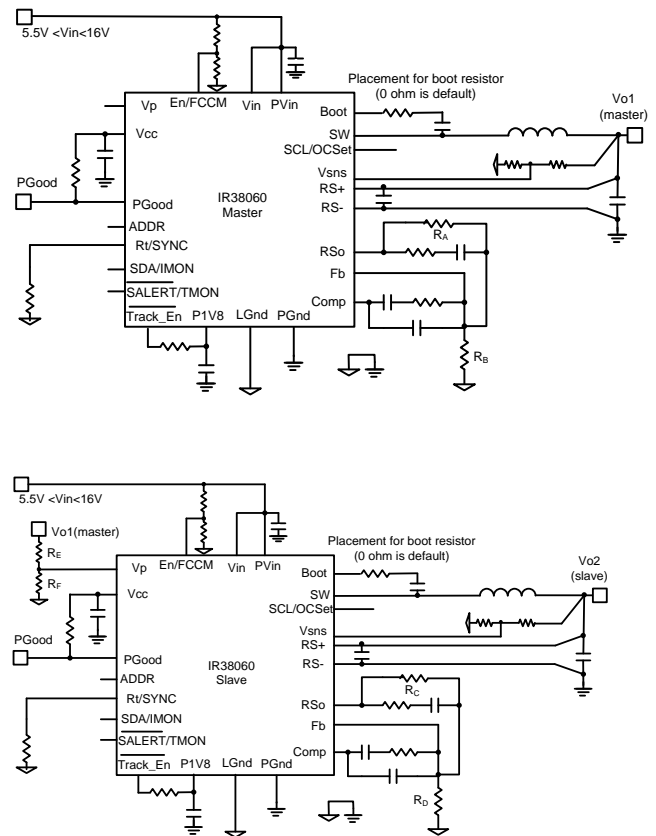 5.5V <Vin<16V
Placement for boot resistor
(0 ohm is default)
Vo1
(master)
Vp
En/FCCM
Vin
PVin
Boot
Vcc
SW
SCL/OCSet
Vsns
PGood
PGood
RS+
IR38060
Master
RS-
ADDR
Rt/SYNC
RSo
RA
SDA/IMON
Fb
SALERT/TMON
Comp
Track_En
P1V8
LGnd
PGnd
RB
5.5V <Vin<16V
Vo1(master)
RE
RF
Placement for boot resistor
(0 ohm is default)
Vo2
(slave)
Vp
En/FCCM
Vin
PVin
Boot
Vcc
SW
SCL/OCSet
Vsns
PGood
PGood
RS+
IR38060
Slave
RS-
ADDR
Rt/SYNC
RSo
RC
SDA/IMON
Fb
SALERT/TMON
Comp
Track_En
P1V8
LGnd
PGnd
RD